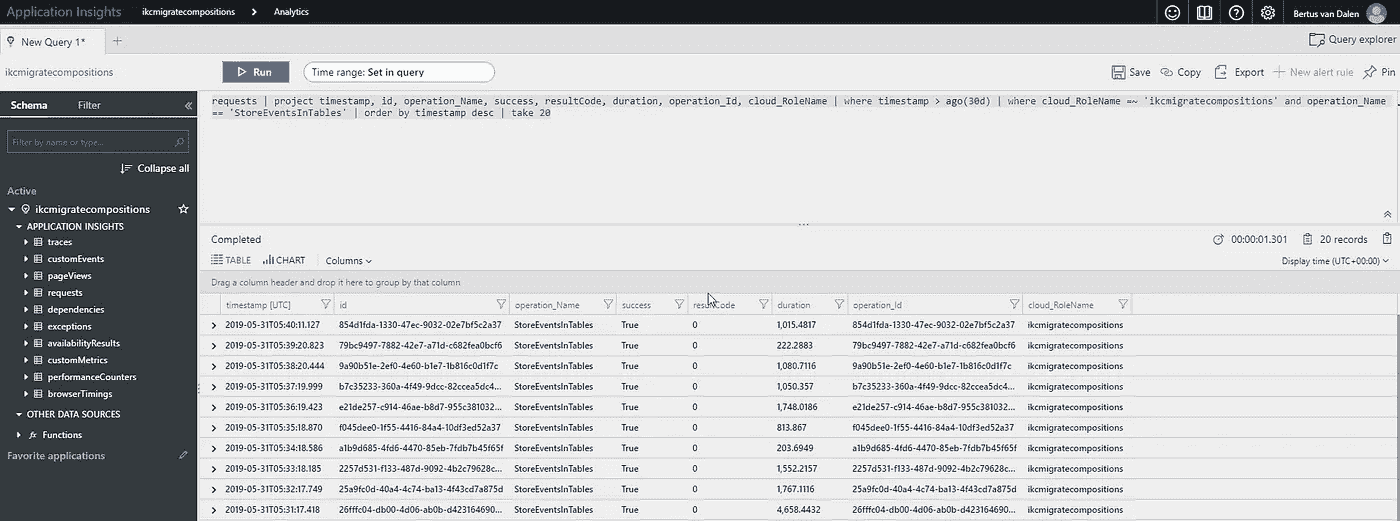 Application Insights ikcmigratecompositions > Analytics Bertus van Dalen
New Query 1* + Query explorer
ikcmigratecompositions Run Time range: Set in query Save Copy Export New alert rule Pin
Schema Filter
requests | project timestamp, id, operation_Name, success, resultCode, duration, operation_Id, cloud_RoleName | where timestamp > ago(30d) | where cloud_RoleName =~ 'ikcmigratecompositions' and operation_Name
== 'StoreEventsInTables' | order by timestamp desc | take 20
Filter by name or type...
Collapse all
Active
ikcmigratecompositions
APPLICATION INSIGHTS
traces
customEvents
pageViews
requests
dependencies
exceptions
availabilityResults
customMetrics
performanceCounters
browserTimings
OTHER DATA SOURCES
fx Functions
Favorite applications
Completed 00:00:01.301 20 records
TABLE CHART Columns Display time (UTC+00:00)
Drag a column header and drop it here to group by that column
timestamp [UTC] id operation_Name success resultCode duration operation_Id cloud_RoleName
2019-05-31T05:40:11.127 854d1fda-1330-47ec-9032-02e7bf5c2a37 StoreEventsInTables True 0 1,015.4817 854d1fda-1330-47ec-9032-02e7bf5c2a37 ikcmigratecompositions
2019-05-31T05:39:20.823 79bc9497-7882-42e7-a71d-c682fea0bcf6 StoreEventsInTables True 0 222.2883 79bc9497-7882-42e7-a71d-c682fea0bcf6 ikcmigratecompositions
2019-05-31T05:38:20.444 9a90b51e-2ef0-4e60-b1e7-1b816c0d1f7c StoreEventsInTables True 0 1,080.7116 9a90b51e-2ef0-4e60-b1e7-1b816c0d1f7c ikcmigratecompositions
2019-05-31T05:37:19.999 b7c35233-360a-4f49-9dcc-82ccea5dc4... StoreEventsInTables True 0 1,050.357 b7c35233-360a-4f49-9dcc-82ccea5dc4... ikcmigratecompositions
2019-05-31T05:36:19.423 e21de257-c914-46ae-b8d7-955c381032... StoreEventsInTables True 0 1,748.0186 e21de257-c914-46ae-b8d7-955c381032... ikcmigratecompositions
2019-05-31T05:35:18.870 f045dee0-1f55-4416-84a4-10df3ed52a37 StoreEventsInTables True 0 813.867 f045dee0-1f55-4416-84a4-10df3ed52a37 ikcmigratecompositions
2019-05-31T05:34:18.586 a1b9d685-4fd6-4470-85eb-7fdb7b45f65f StoreEventsInTables True 0 203.6949 a1b9d685-4fd6-4470-85eb-7fdb7b45f65f ikcmigratecompositions
2019-05-31T05:33:18.185 2257d531-f133-487d-9092-4b2c79628c... StoreEventsInTables True 0 1,552.2157 2257d531-f133-487d-9092-4b2c79628c... ikcmigratecompositions
2019-05-31T05:32:17.749 25a9fc0d-40a4-4c74-ba13-4f43cd7a875d StoreEventsInTables True 0 1,767.1116 25a9fc0d-40a4-4c74-ba13-4f43cd7a875d ikcmigratecompositions
2019-05-31T05:31:17.418 26fffc04-db00-4d06-ab0b-d423164690... StoreEventsInTables True 0 4,658.4432 26fffc04-db00-4d06-ab0b-d423164690... ikcmigratecompositions